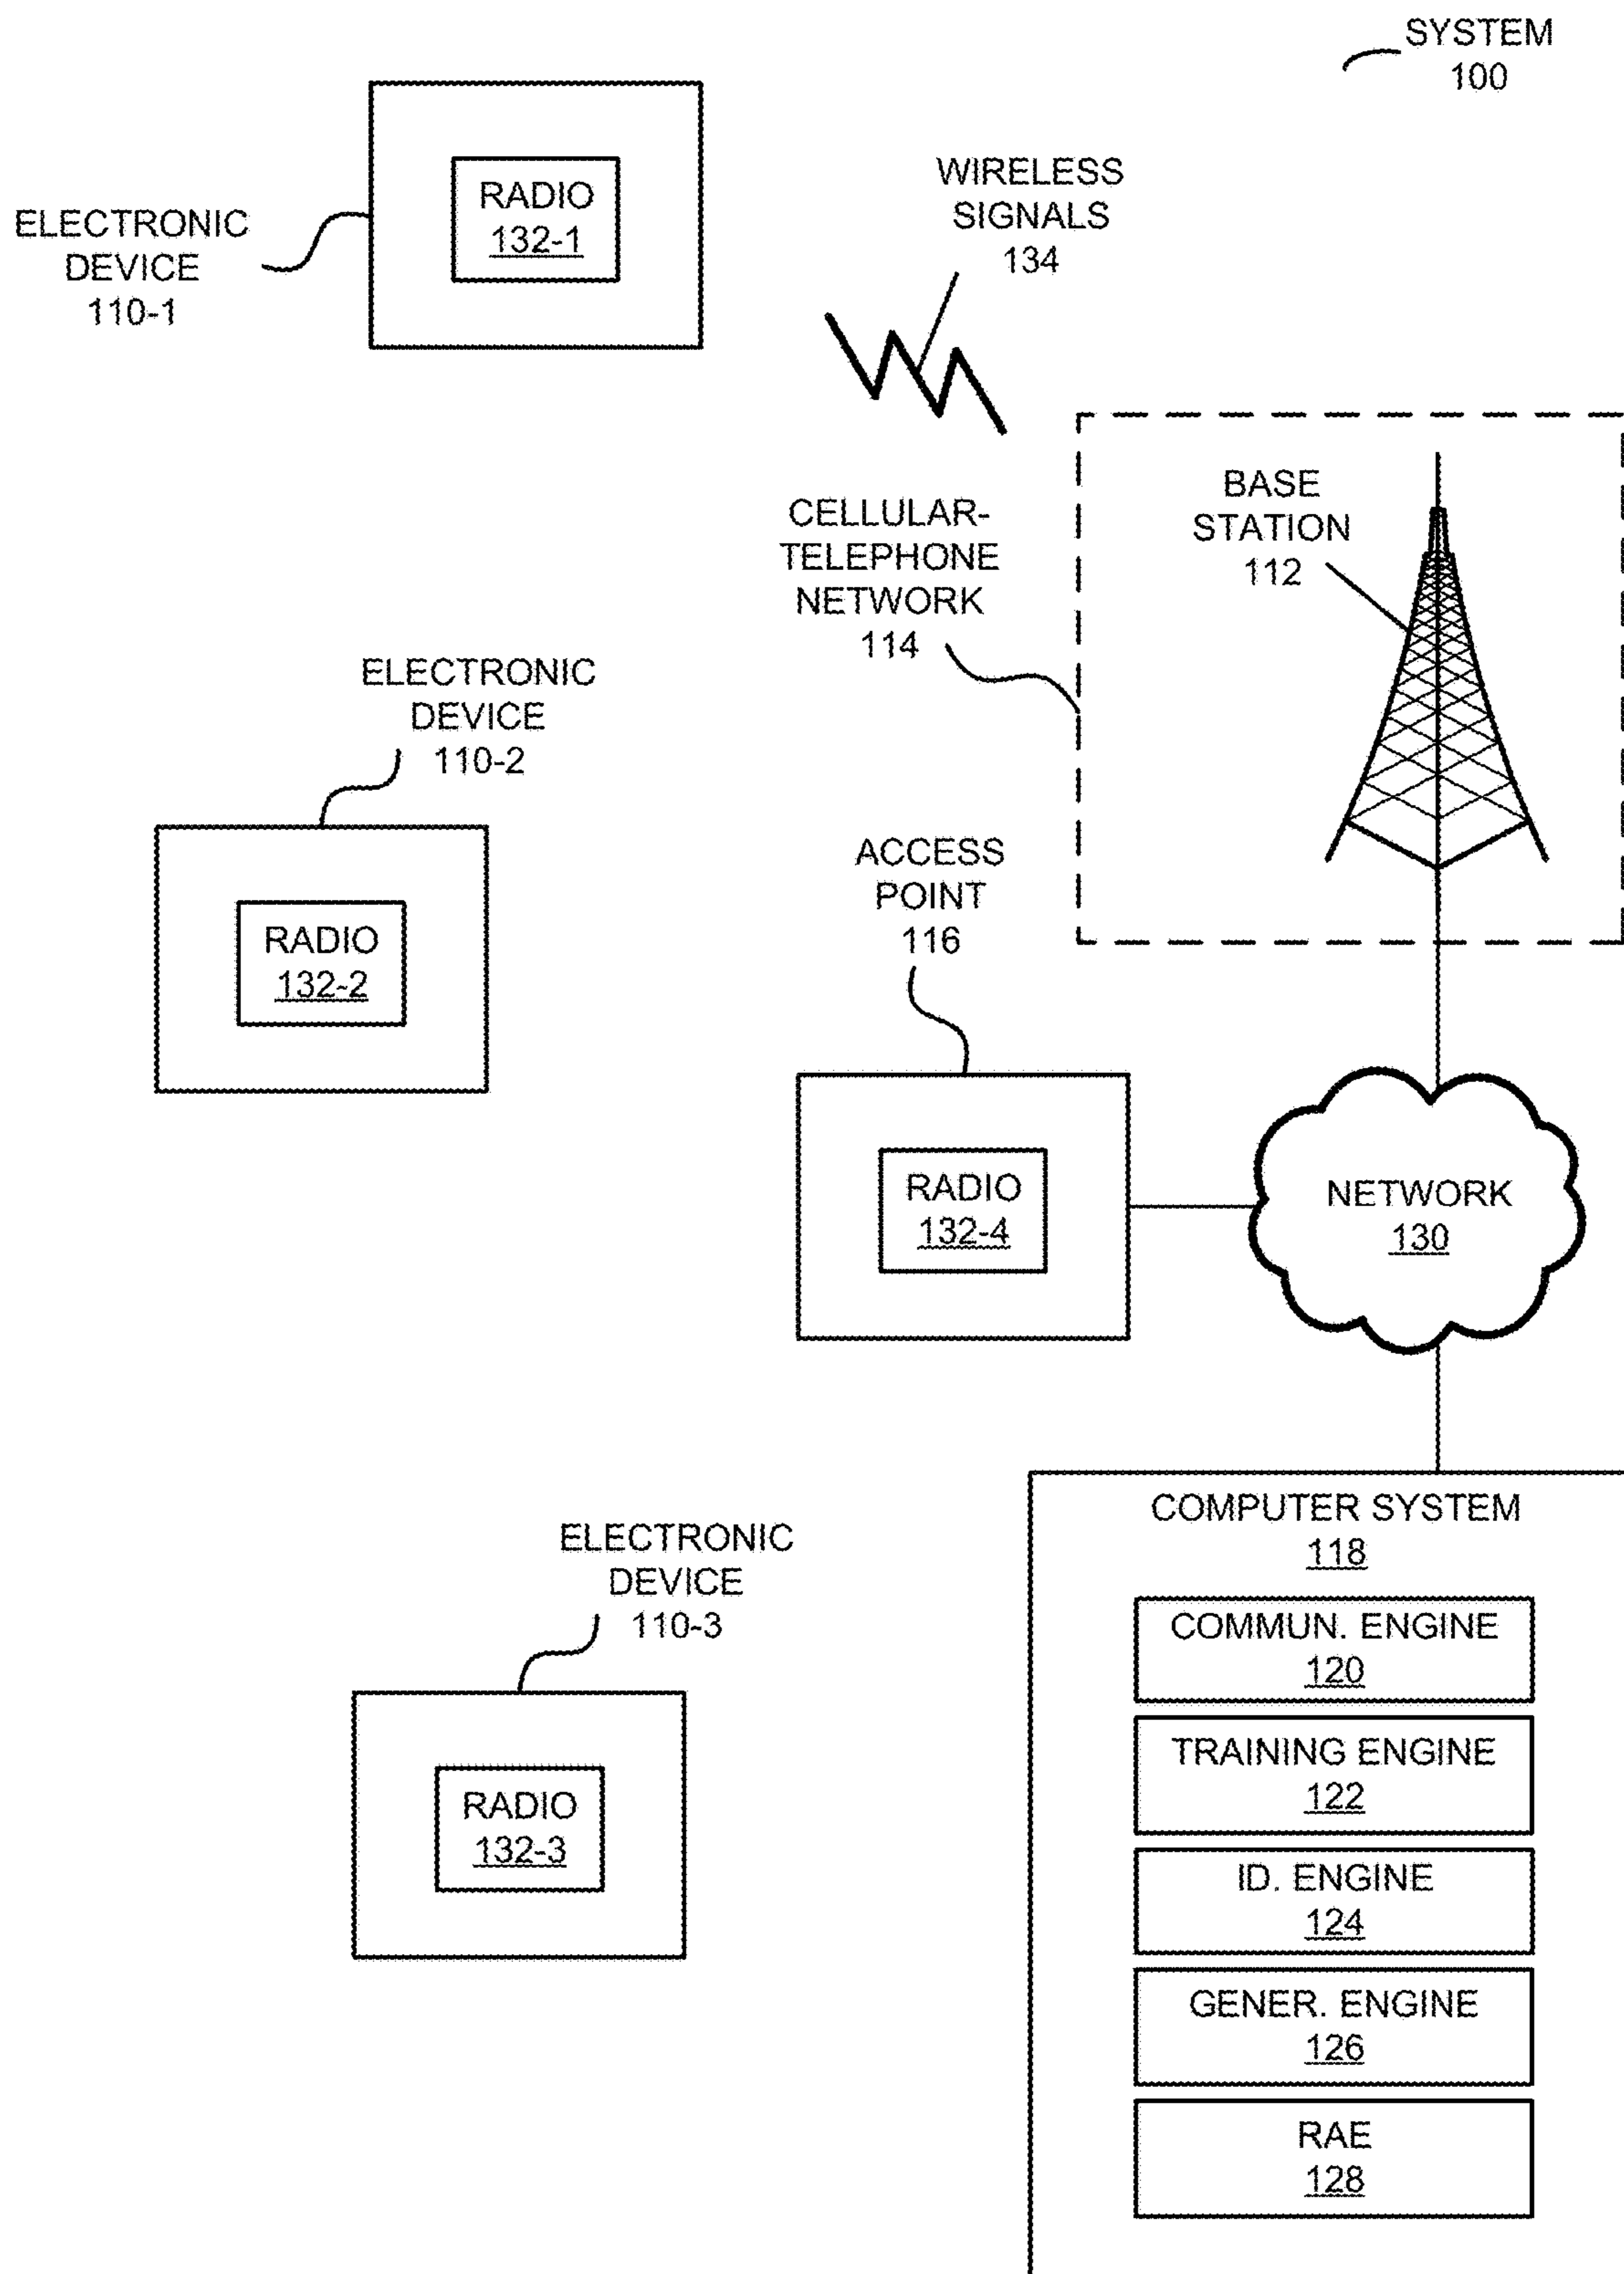 SYSTEM
100
RADIO
132-1
ELECTRONIC
DEVICE
110-1
WIRELESS
SIGNALS
134
CELLULAR-
TELEPHONE
NETWORK
114
BASE
STATION
112
ELECTRONIC
DEVICE
110-2
RADIO
132-2
ACCESS
POINT
116
RADIO
132-4
NETWORK
130
ELECTRONIC
DEVICE
110-3
RADIO
132-3
COMPUTER SYSTEM
118
COMMUN. ENGINE
120
TRAINING ENGINE
122
ID. ENGINE
124
GENER. ENGINE
126
RAE
128